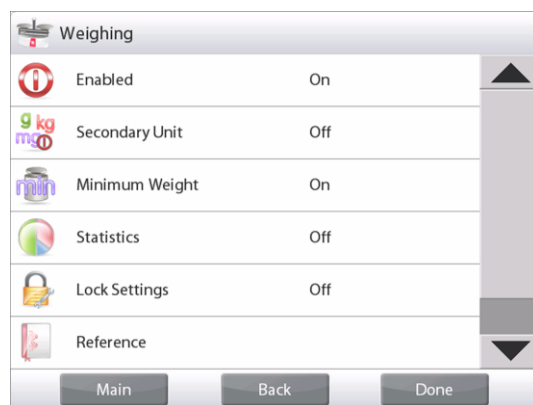 Weighing
Enabled On
g kg
mg
Secondary Unit Off
min
Minimum Weight On
Statistics Off
Lock Settings Off
Reference
Main Back Done